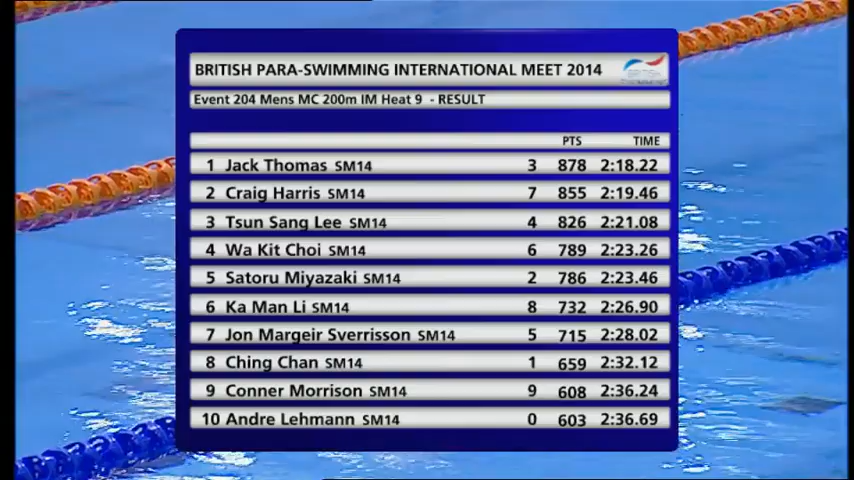 BRITISH PARA-SWIMMING INTERNATIONAL MEET 2014
Event 204 Mens MC 200m IM Heat 9 - RESULT
PTS TIME
1 Jack Thomas SM14 3 878 2:18.22
2 Craig Harris SM14 7 855 2:19.46
3 Tsun Sang Lee SM14 4 826 2:21.08
4 Wa Kit Choi SM14 6 789 2:23.26
5 Satoru Miyazaki SM14 2 786 2:23.46
6 Ka Man Li SM14 8 732 2:26.90
7 Jon Margeir Sverrisson SM14 5 715 2:28.02
8 Ching Chan SM14 1 659 2:32.12
9 Conner Morrison SM14 9 608 2:36.24
10 Andre Lehmann SM14 0 603 2:36.69